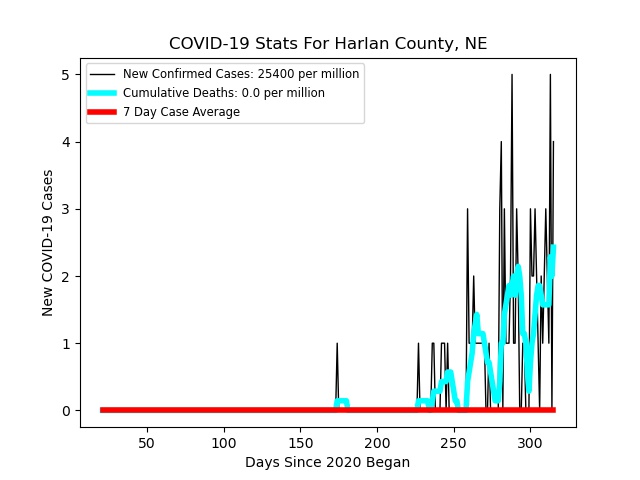 COVID-19 Stats For Harlan County, NE
New Confirmed Cases: 25400 per million
Cumulative Deaths: 0.0 per million
7 Day Case Average
New COVID-19 Cases
5
4
3
2
1
0
50 100 150 200 250 300
Days Since 2020 Began